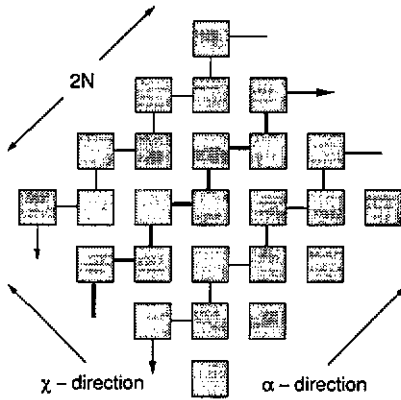 2N
χ – direction
α – direction